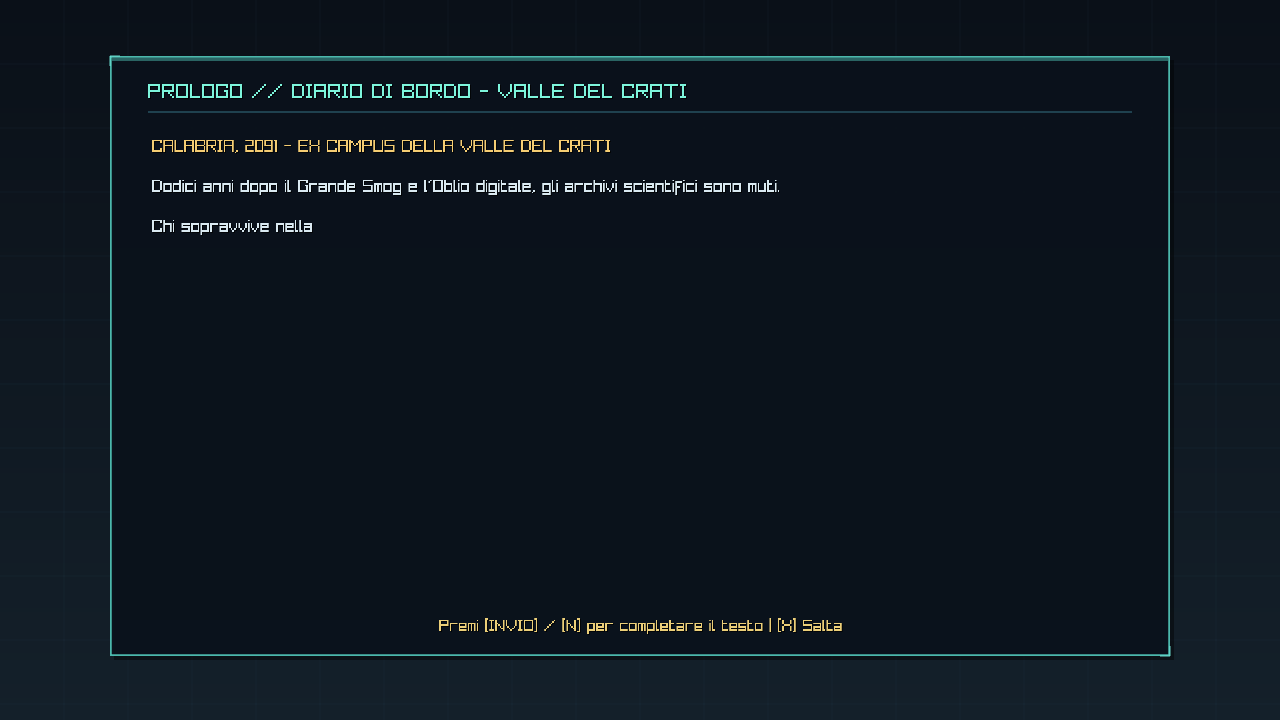 PROLOGO // DIARIO DI BORDO - VALLE DEL CRATI
CALABRIA, 2091 - EX CAMPUS DELLA VALLE DEL CRATI
Dodici anni dopo il Grande Smog e l'Oblio digitale, gli archivi scientifici sono muti.
Chi sopravvive nella
Premi [INVIO] / [N] per completare il testo | [X] Salta